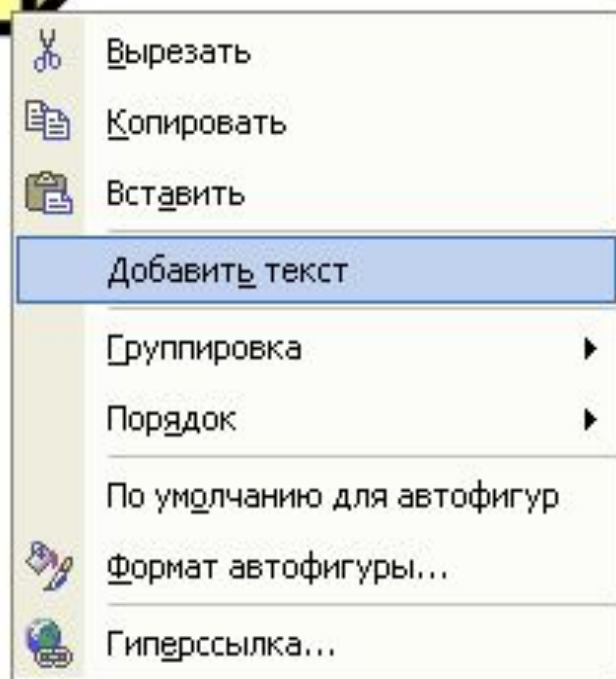 Вырезать
Копировать
Вставить
Добавить текст
Группировка
Порядок
По умолчанию для автофигур
Формат автофигуры...
Гиперссылка...